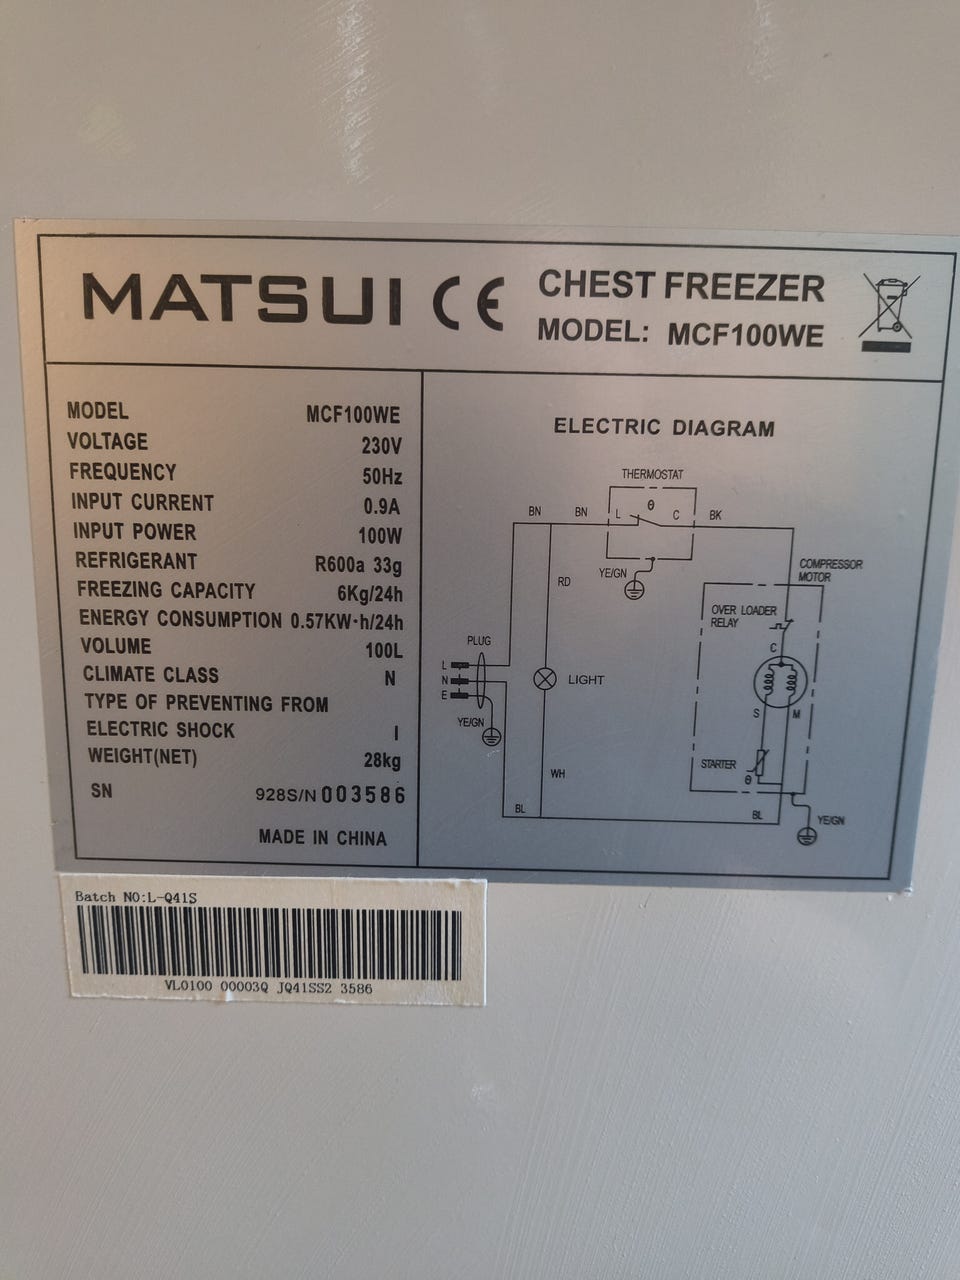 MATSUI CE
CHEST FREEZER
MODEL: MCF100WE
MODEL MCF100WE
VOLTAGE 230V
FREQUENCY 50Hz
INPUT CURRENT 0.9A
INPUT POWER 100W
REFRIGERANT R600a 33g
FREEZING CAPACITY 6Kg/24h
ENERGY CONSUMPTION 0.57KW·h/24h
VOLUME 100L
CLIMATE CLASS N
TYPE OF PREVENTING FROM
ELECTRIC SHOCK I
WEIGHT(NET) 28kg
SN 928S/N 003586
MADE IN CHINA
ELECTRIC DIAGRAM
THERMOSTAT
BN BN L θ C BK
YE/GN
RD
COMPRESSOR
MOTOR
OVER LOADER
RELAY
C
PLUG
L
N
E
LIGHT
YE/GN
S M
STARTER
θ
WH
BL
BL
YE/GN
Batch NO:L-Q41S
VL0100 00003Q JQ41SS2 3586